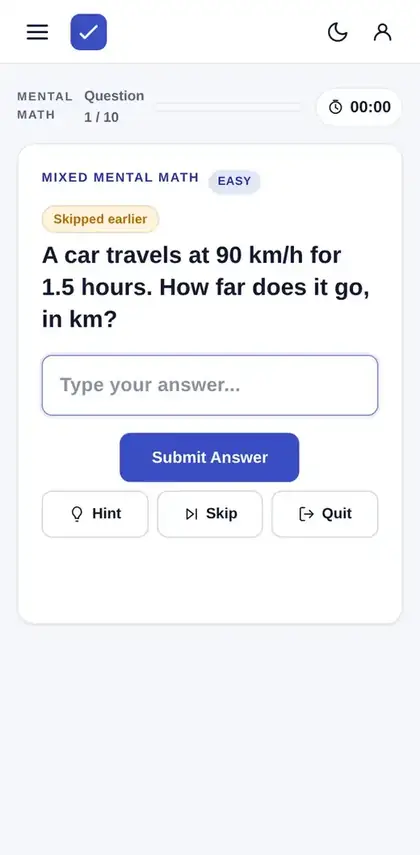 MENTAL
MATH
Question
1 / 10
00:00
MIXED MENTAL MATH EASY
Skipped earlier
A car travels at 90 km/h for
1.5 hours. How far does it go,
in km?
Type your answer...
Submit Answer
Hint Skip Quit